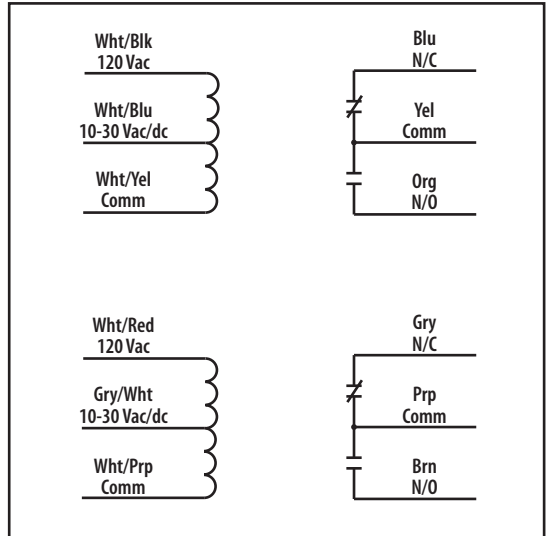 Wht/Blk
120 Vac
Wht/Blu
10-30 Vac/dc
Wht/Yel
Comm
Blu
N/C
Yel
Comm
Org
N/O
Wht/Red
120 Vac
Gry/Wht
10-30 Vac/dc
Wht/Prp
Comm
Gry
N/C
Prp
Comm
Brn
N/O